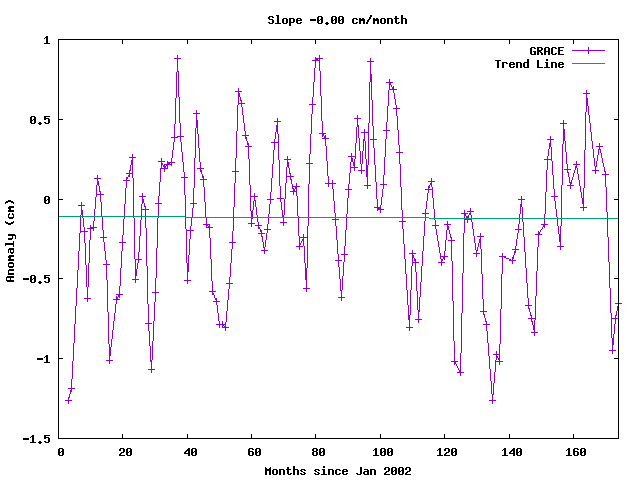 Slope -0.00 cm/month
GRACE
Trend Line
1
0.5
0
-0.5
-1
-1.5
Anomaly (cm)
0 20 40 60 80 100 120 140 160
Months since Jan 2002